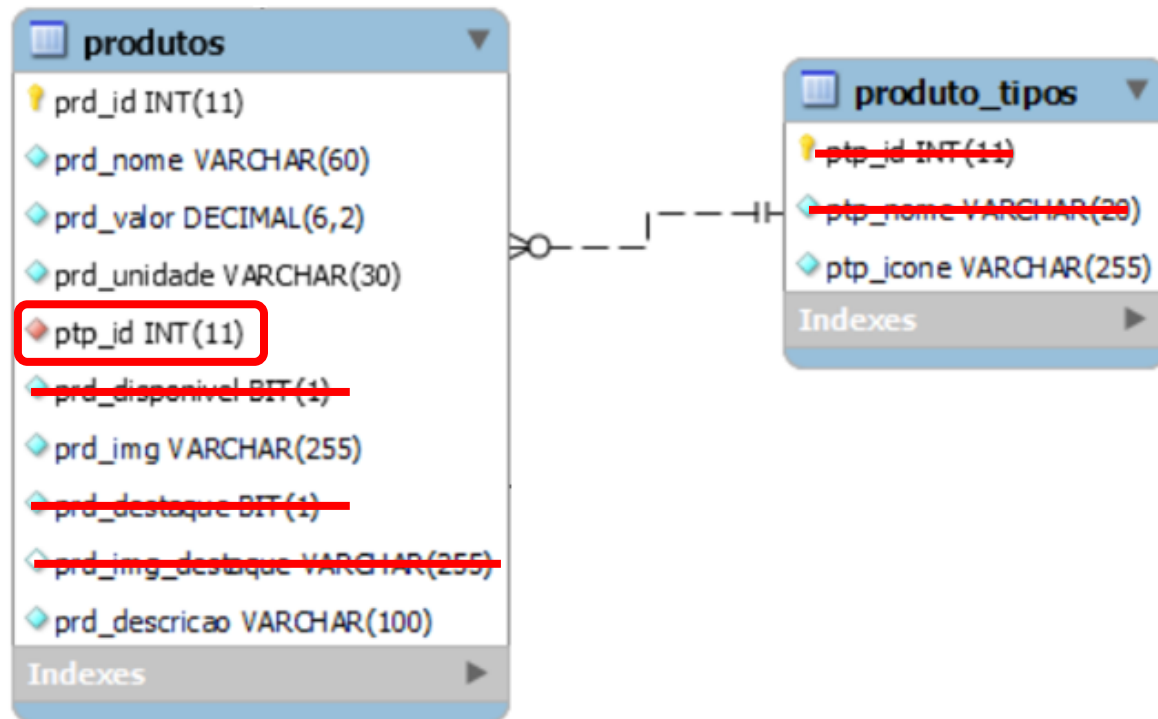 produtos
prd_id INT(11)
prd_nome VARCHAR(60)
prd_valor DECIMAL(6,2)
prd_unidade VARCHAR(30)
ptp_id INT(11)
prd_disponivel BIT(1)
prd_img VARCHAR(255)
prd_destaque BIT(1)
prd_img_destaque VARCHAR(255)
prd_descricao VARCHAR(100)
Indexes
produto_tipos
ptp_id INT(11)
ptp_nome VARCHAR(20)
ptp_icone VARCHAR(255)
Indexes